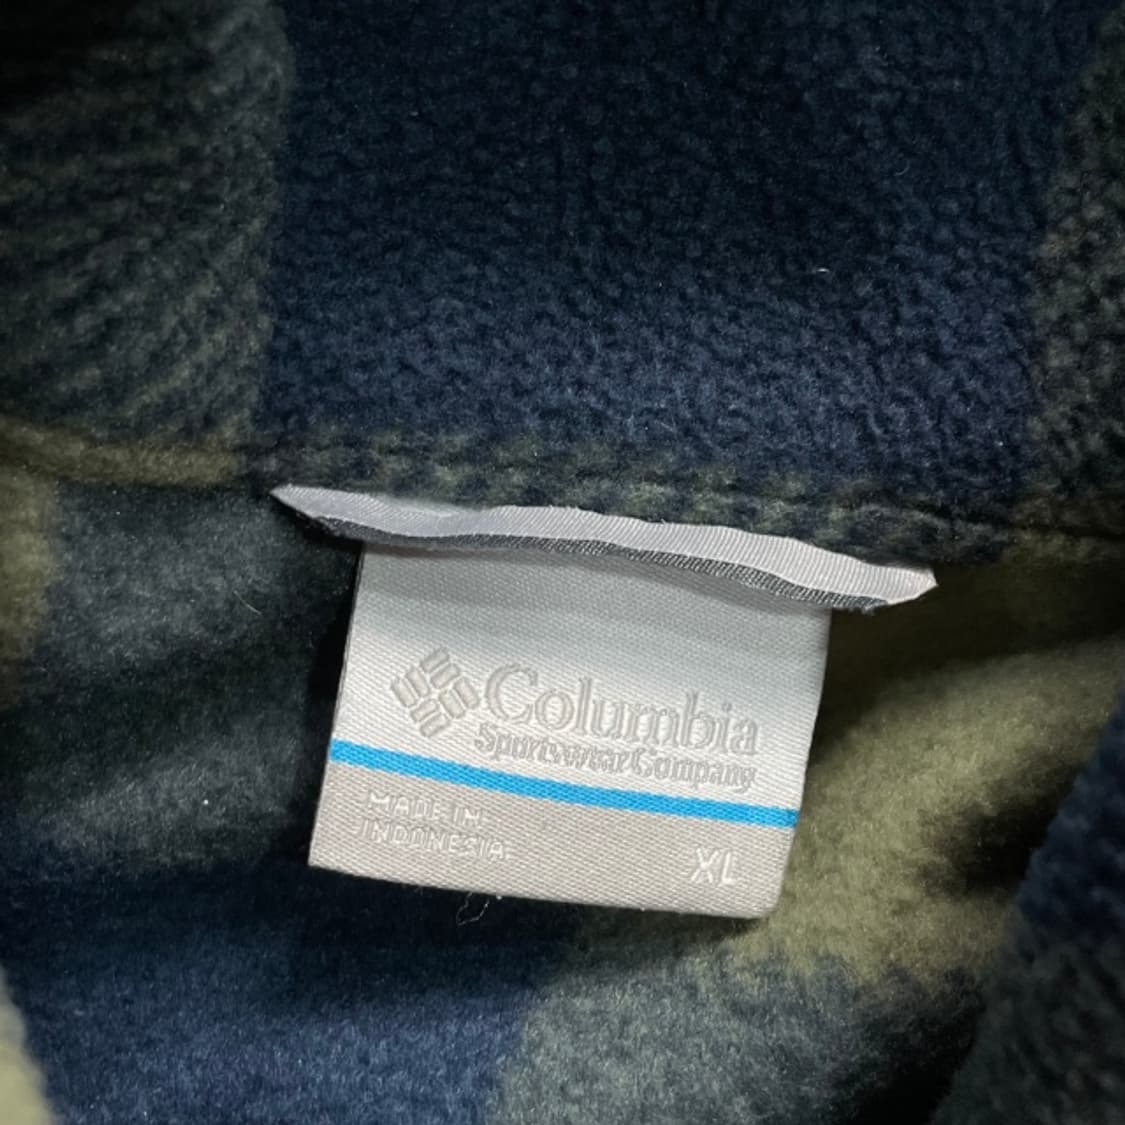 Columbia
Sportswear Company
MADE IN
INDONESIA.
XL